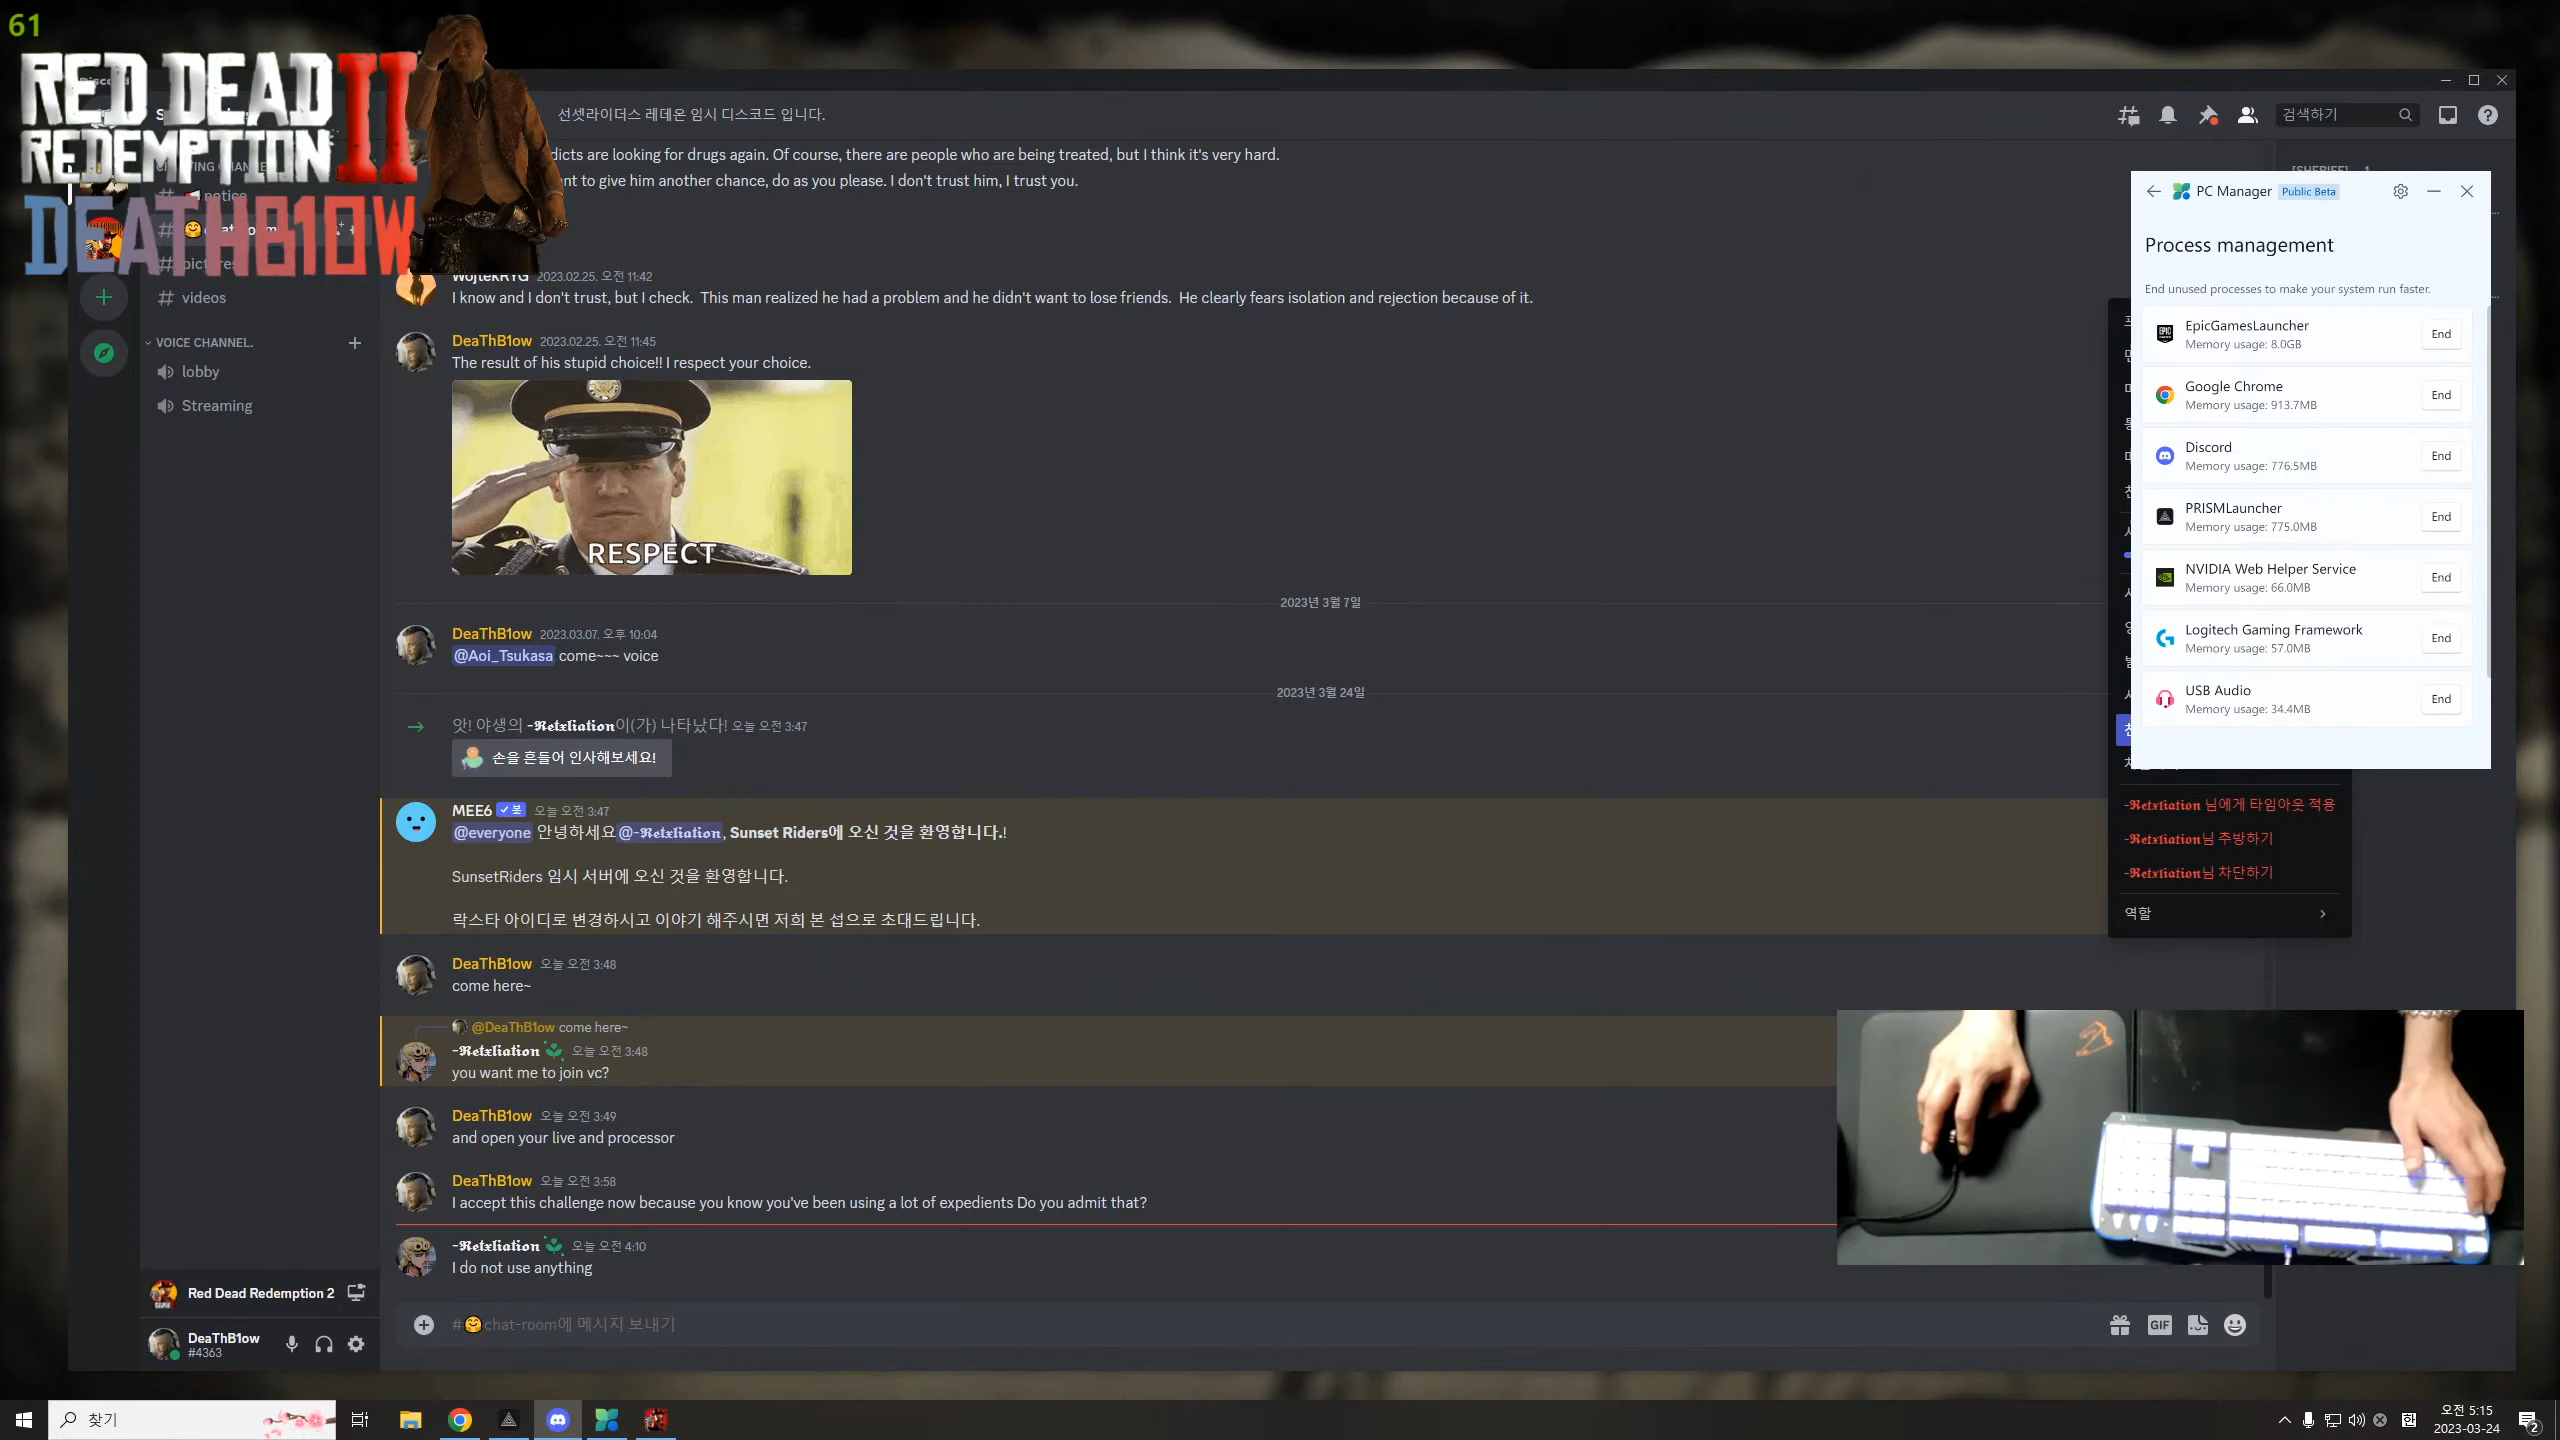 61
RED DEAD
REDEMPTION
II
DEATHB10W
선셋라이더스 레데온 임시 디스코드 입니다.
검색하기
dicts are looking for drugs again. Of course, there are people who are being treated, but I think it's very hard.
nt to give him another chance, do as you please. I don't trust him, I trust you.
# videos
VOICE CHANNEL.
lobby
Streaming
WojtekRYG 2023.02.25. 오전 11:42
I know and I don't trust, but I check. This man realized he had a problem and he didn't want to lose friends. He clearly fears isolation and rejection because of it.
DeaThB1ow 2023.02.25. 오전 11:45
The result of his stupid choice!! I respect your choice.
RESPECT
2023년 3월 7일
DeaThB1ow 2023.03.07. 오후 10:04
@Aoi_Tsukasa come~~~ voice
2023년 3월 24일
앗! 야생의 -𝕽𝖊𝖙𝖝𝖑𝖎𝖆𝖙𝖎𝖔𝖓이(가) 나타났다! 오늘 오전 3:47
손을 흔들어 인사해보세요!
MEE6 ✓ 봇 오늘 오전 3:47
@everyone 안녕하세요 @-𝕽𝖊𝖙𝖝𝖑𝖎𝖆𝖙𝖎𝖔𝖓, Sunset Riders에 오신 것을 환영합니다.!
SunsetRiders 임시 서버에 오신 것을 환영합니다.
락스타 아이디로 변경하시고 이야기 해주시면 저희 본 섭으로 초대드립니다.
DeaThB1ow 오늘 오전 3:48
come here~
@DeaThB1ow come here~
-𝕽𝖊𝖙𝖝𝖑𝖎𝖆𝖙𝖎𝖔𝖓 오늘 오전 3:48
you want me to join vc?
DeaThB1ow 오늘 오전 3:49
and open your live and processor
DeaThB1ow 오늘 오전 3:58
I accept this challenge now because you know you've been using a lot of expedients Do you admit that?
-𝕽𝖊𝖙𝖝𝖑𝖎𝖆𝖙𝖎𝖔𝖓 오늘 오전 4:10
I do not use anything
#🤗chat-room에 메시지 보내기
GIF
Red Dead Redemption 2
DeaThB1ow
#4363
PC Manager Public Beta
Process management
End unused processes to make your system run faster.
EpicGamesLauncher
Memory usage: 8.0GB
End
Google Chrome
Memory usage: 913.7MB
End
Discord
Memory usage: 776.5MB
End
PRISMLauncher
Memory usage: 775.0MB
End
NVIDIA Web Helper Service
Memory usage: 66.0MB
End
Logitech Gaming Framework
Memory usage: 57.0MB
End
USB Audio
Memory usage: 34.4MB
End
-𝕽𝖊𝖙𝖝𝖑𝖎𝖆𝖙𝖎𝖔𝖓 님에게 타임아웃 적용
-𝕽𝖊𝖙𝖝𝖑𝖎𝖆𝖙𝖎𝖔𝖓님 추방하기
-𝕽𝖊𝖙𝖝𝖑𝖎𝖆𝖙𝖎𝖔𝖓님 차단하기
역할
찾기
오전 5:15
2023-03-24
2